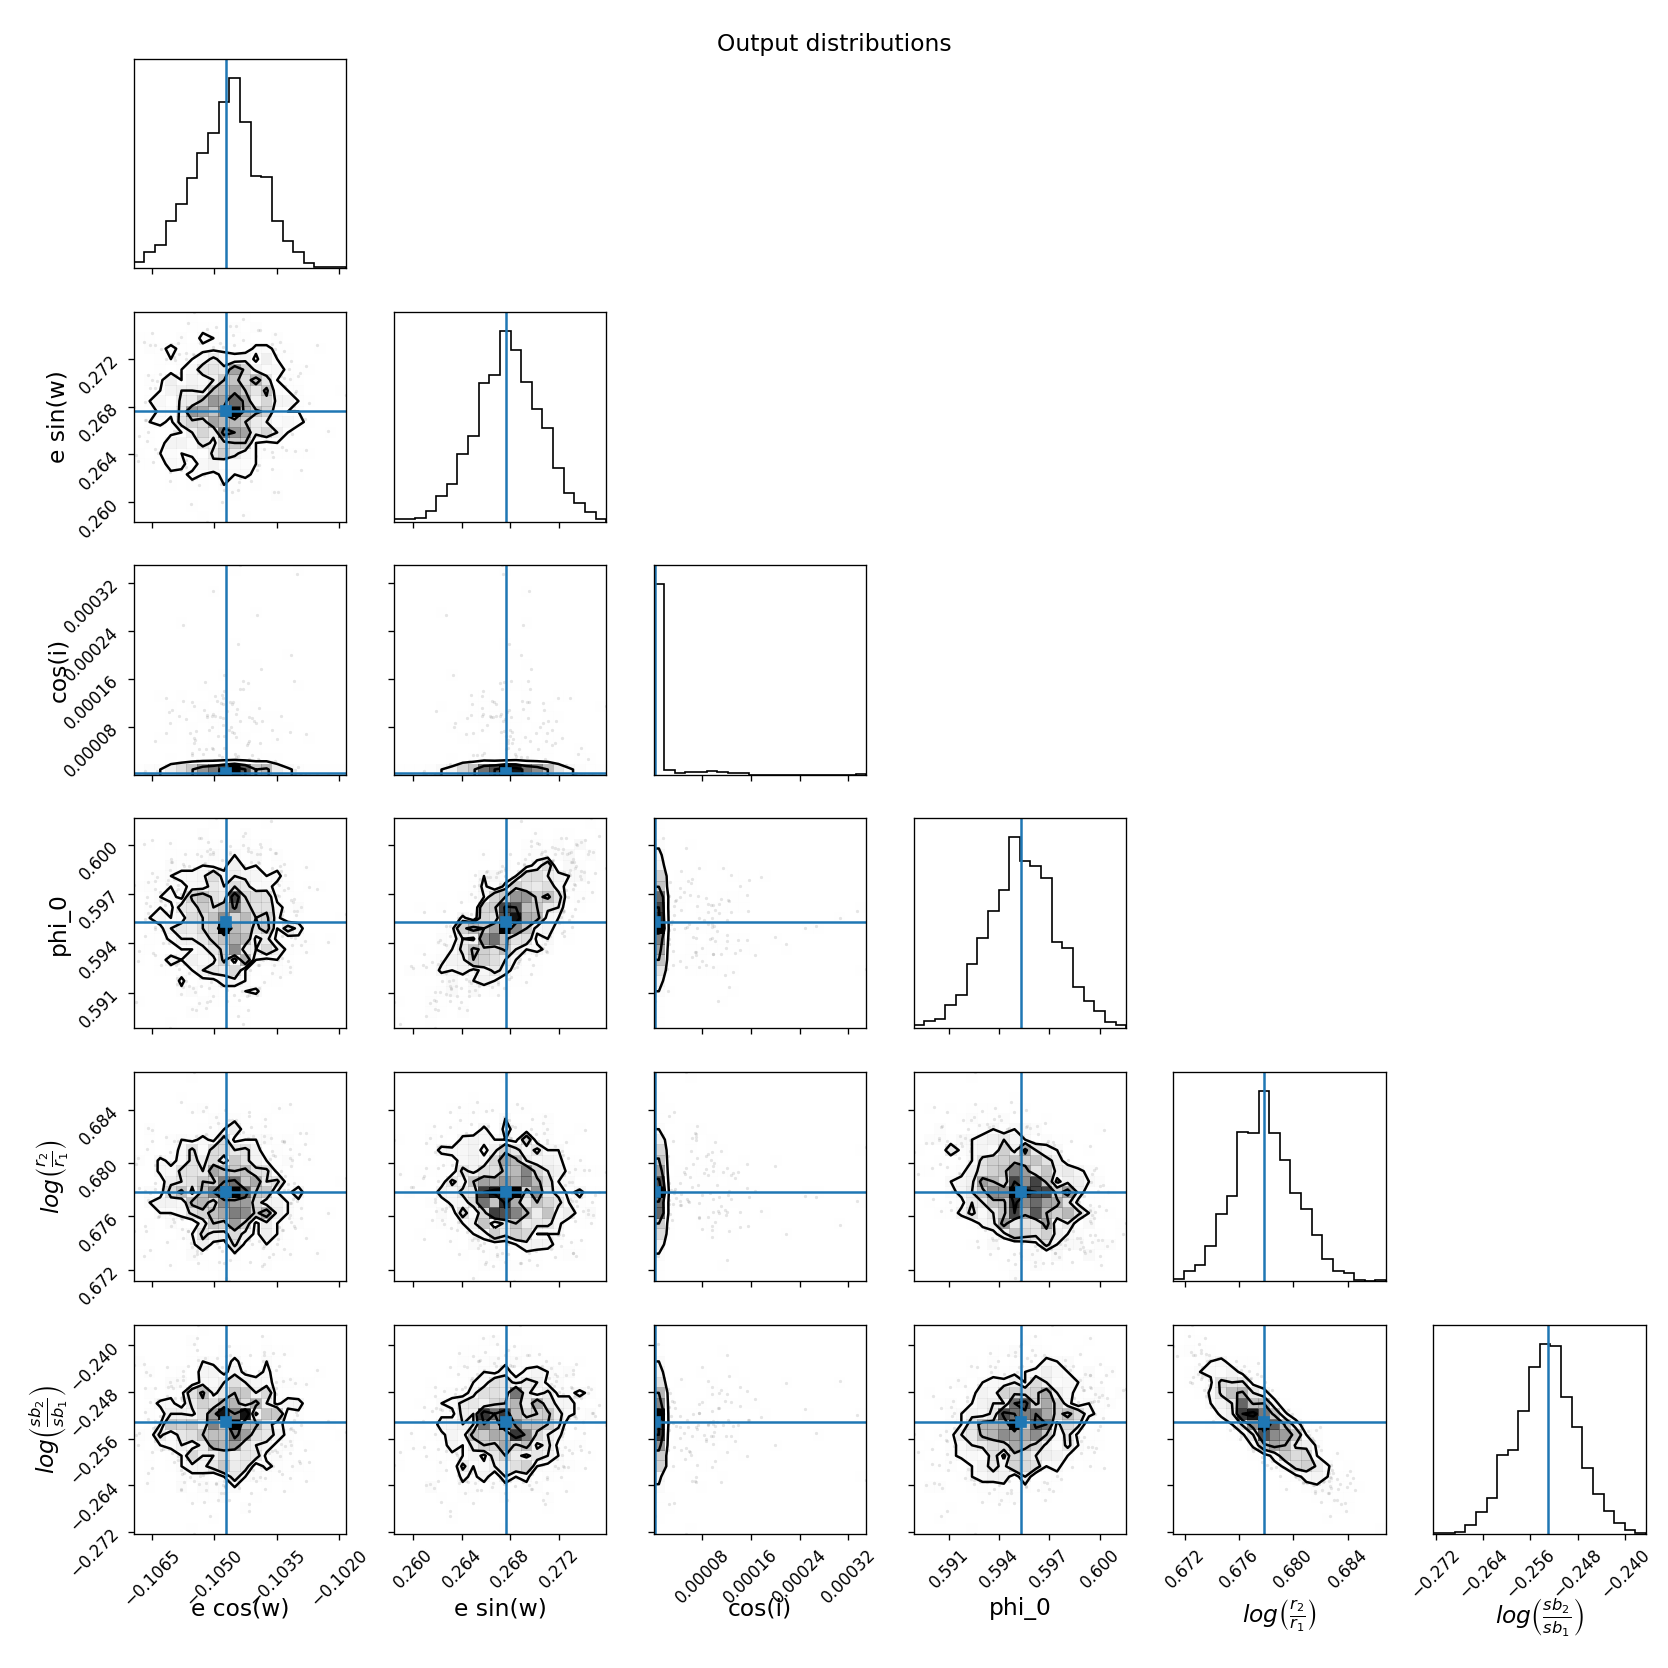 Output distributions
e sin(w)
0.272
0.268
0.264
0.260
cos(i)
0.00032
0.00024
0.00016
0.00008
phi_0
0.600
0.597
0.594
0.591
log(r₂/r₁)
0.684
0.680
0.676
0.672
log(sb₂/sb₁)
−0.240
−0.248
−0.256
−0.264
−0.272
−0.1065 −0.1050 −0.1035 −0.1020
e cos(w)
0.260 0.264 0.268 0.272
e sin(w)
0.00008 0.00016 0.00024 0.00032
cos(i)
0.591 0.594 0.597 0.600
phi_0
0.672 0.676 0.680 0.684
log(r₂/r₁)
−0.272 −0.264 −0.256 −0.248 −0.240
log(sb₂/sb₁)